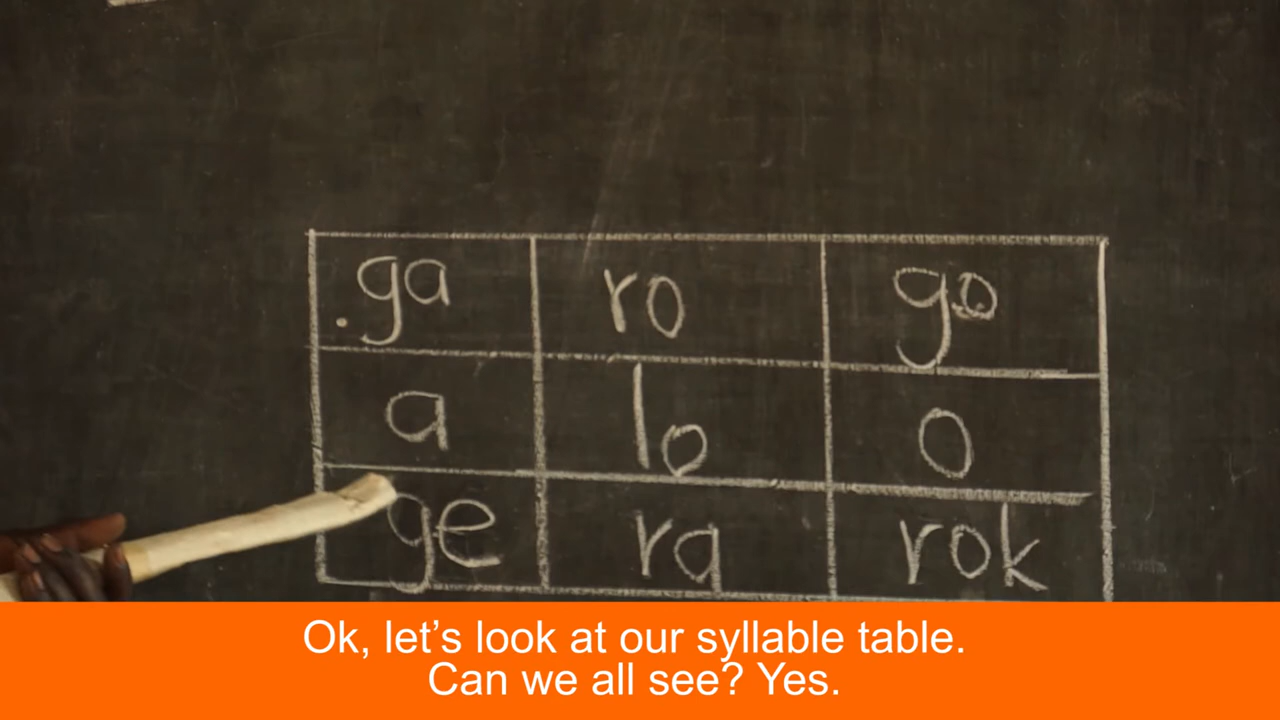 ga ro go
a lo o
ge ra rok
Ok, let's look at our syllable table.
Can we all see? Yes.